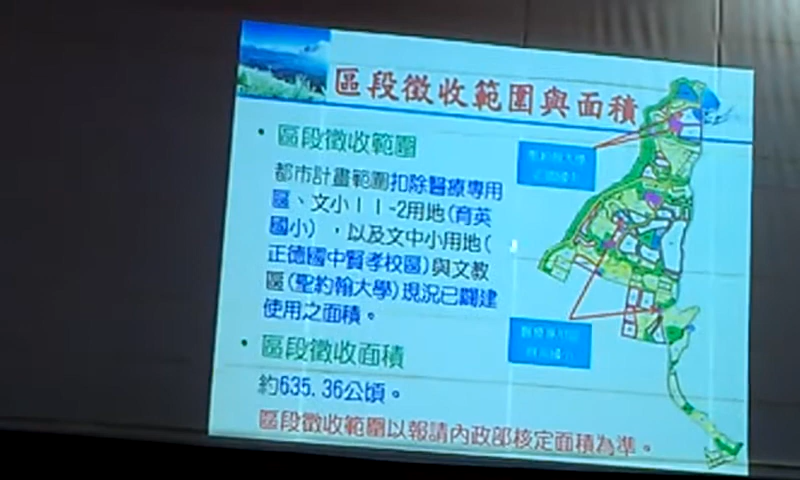 區段徵收範圍與面積
• 區段徵收範圍
都市計畫範圍扣除醫療專用
區、文小11-2用地(育英
國小) ，以及文中小用地(
正德國中賢孝校區)與文教
區(聖約翰大學)現況已闢建
使用之面積。
• 區段徵收面積
約635.36公頃。
區段徵收範圍以報請內政部核定面積為準。